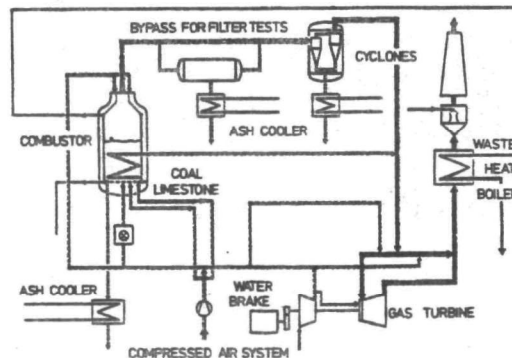 BYPASS FOR FILTER TESTS
CYCLONES
ASH COOLER
COMBUSTOR
COAL
LIMESTONE
WASTE
HEAT
BOILER
ASH COOLER
WATER
BRAKE
GAS TURBINE
COMPRESSED AIR SYSTEM